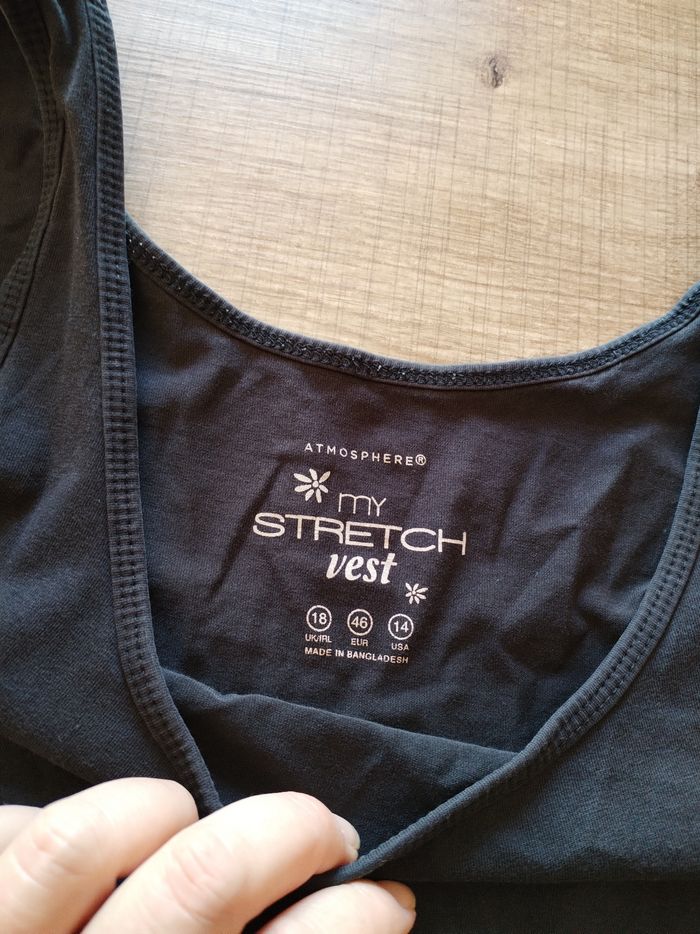 ATMOSPHERE®
my
STRETCH
vest
18 46 14
UK/IRL EUR USA
MADE IN BANGLADESH